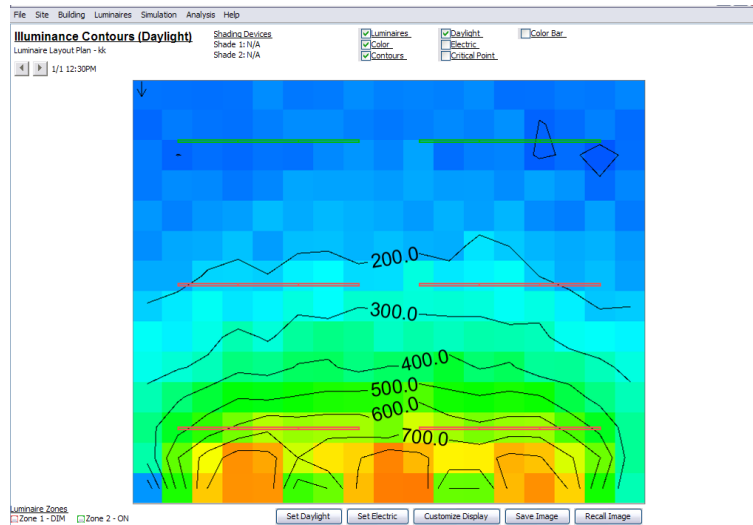 File Site Building Luminaires Simulation Analysis Help
Illuminance Contours (Daylight)
Luminaire Layout Plan - kk
1/1 12:30PM
Shading Devices
Shade 1: N/A
Shade 2: N/A
Luminaires Daylight Color Bar
Color Electric
Contours Critical Point
200.0
300.0
400.0
500.0
600.0
700.0
Luminaire Zones
Zone 1 - DIM Zone 2 - ON
Set Daylight Set Electric Customize Display Save Image Recall Image